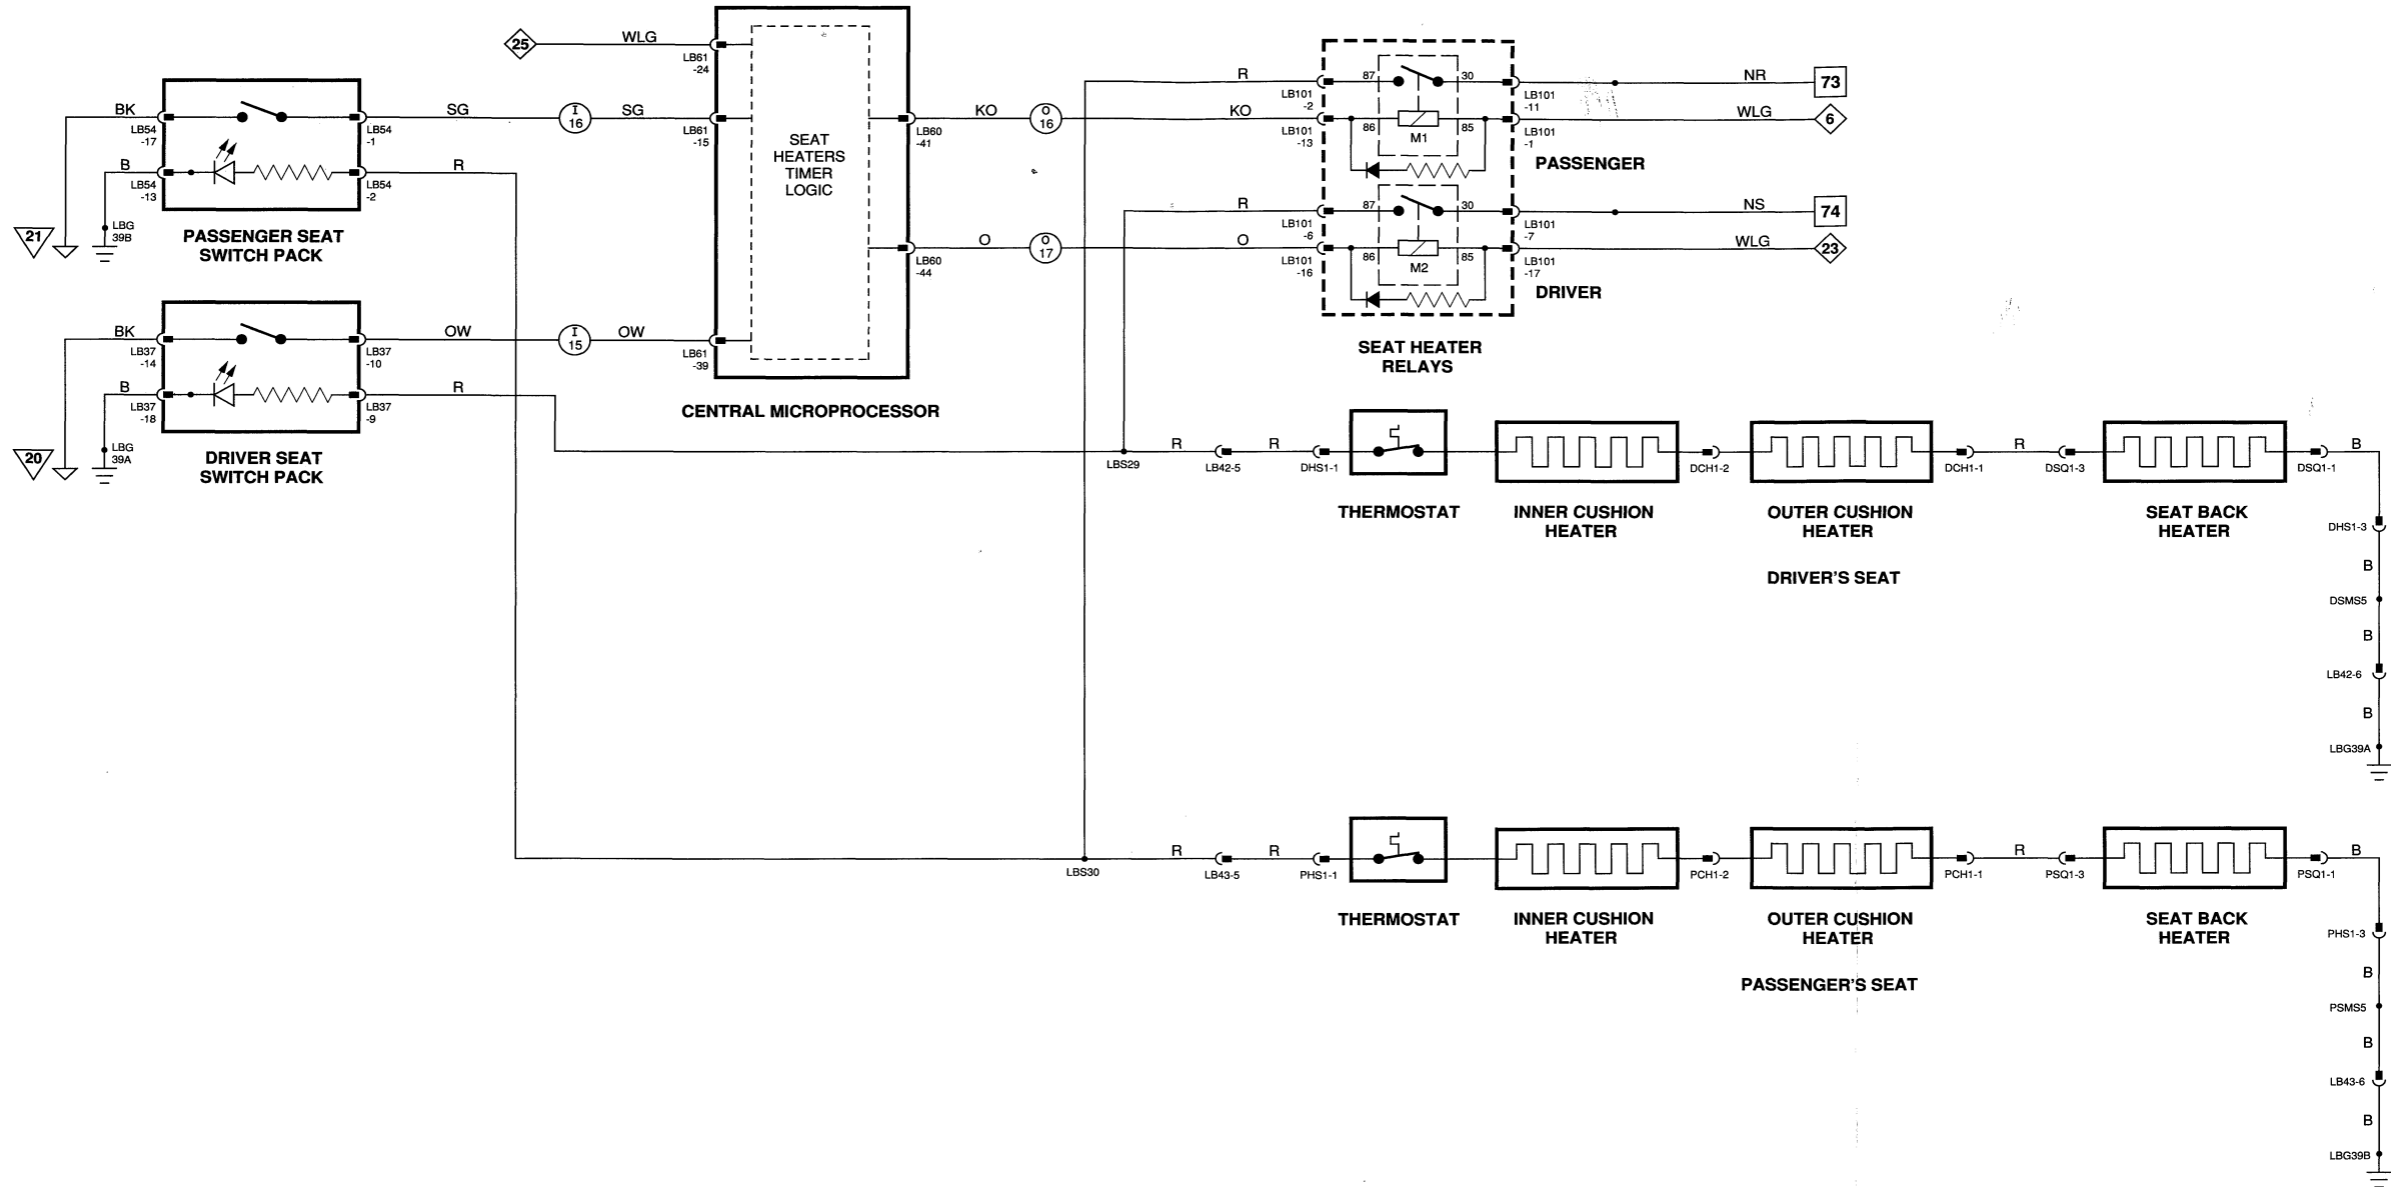 25
WLG
LB61
-24
BK
LB54
-17
SG
LB54
-1
I
16
SG
LB61
-15
B
LB54
-13
R
LB54
-2
LBG
39B
21
PASSENGER SEAT
SWITCH PACK
BK
LB37
-14
OW
LB37
-10
I
15
OW
LB61
-39
B
LB37
-18
R
LB37
-9
LBG
39A
20
DRIVER SEAT
SWITCH PACK
SEAT
HEATERS
TIMER
LOGIC
CENTRAL MICROPROCESSOR
LB60
-41
KO
O
16
KO
LB60
-44
O
O
17
O
R
LB101
-2
87
30
LB101
-11
NR
73
LB101
-13
86
M1
85
LB101
-1
WLG
6
PASSENGER
R
LB101
-6
87
30
LB101
-7
NS
74
LB101
-16
86
M2
85
LB101
-17
WLG
23
DRIVER
SEAT HEATER
RELAYS
LBS29
R
LB42-5
R
DHS1-1
THERMOSTAT
INNER CUSHION
HEATER
DCH1-2
OUTER CUSHION
HEATER
DCH1-1
R
DSQ1-3
SEAT BACK
HEATER
DSQ1-1
B
DRIVER'S SEAT
DHS1-3
B
DSMS5
B
LB42-6
B
LBG39A
LBS30
R
LB43-5
R
PHS1-1
THERMOSTAT
INNER CUSHION
HEATER
PCH1-2
OUTER CUSHION
HEATER
PCH1-1
R
PSQ1-3
SEAT BACK
HEATER
PSQ1-1
B
PASSENGER'S SEAT
PHS1-3
B
PSMS5
B
LB43-6
B
LBG39B